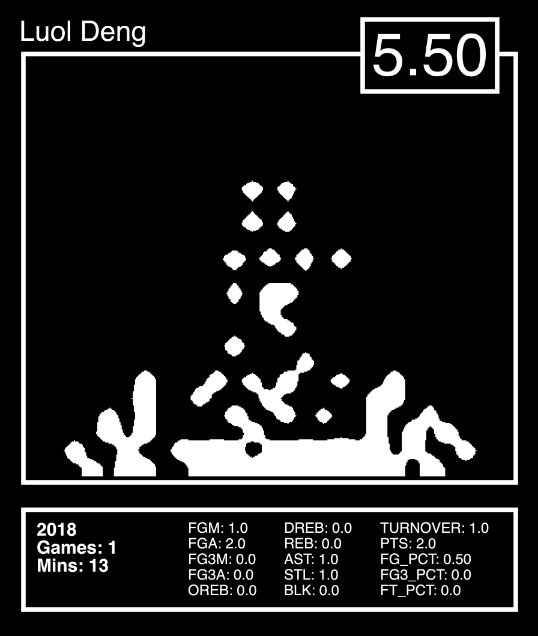 Luol Deng
5.50
2018
Games: 1
Mins: 13
FGM: 1.0
FGA: 2.0
FG3M: 0.0
FG3A: 0.0
OREB: 0.0
DREB: 0.0
REB: 0.0
AST: 1.0
STL: 1.0
BLK: 0.0
TURNOVER: 1.0
PTS: 2.0
FG_PCT: 0.50
FG3_PCT: 0.0
FT_PCT: 0.0